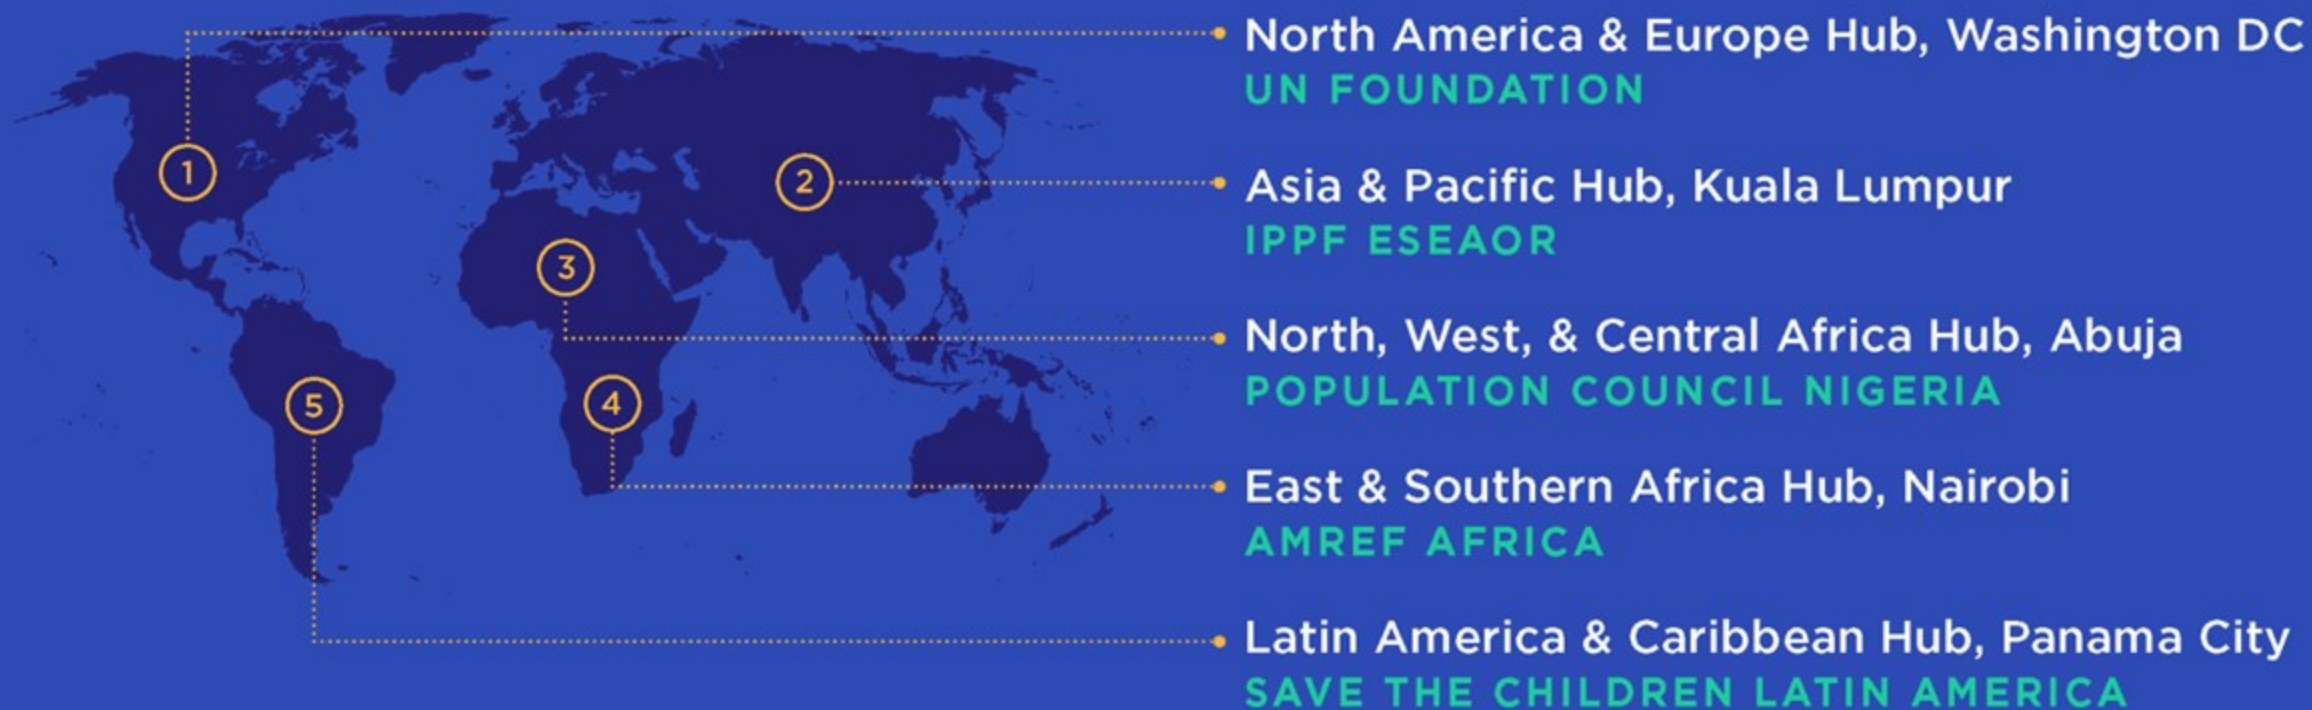 North America & Europe Hub, Washington DC
UN FOUNDATION
1
2
Asia & Pacific Hub, Kuala Lumpur
IPPF ESEAOR
3
North, West, & Central Africa Hub, Abuja
POPULATION COUNCIL NIGERIA
5
4
East & Southern Africa Hub, Nairobi
AMREF AFRICA
Latin America & Caribbean Hub, Panama City
SAVE THE CHILDREN LATIN AMERICA